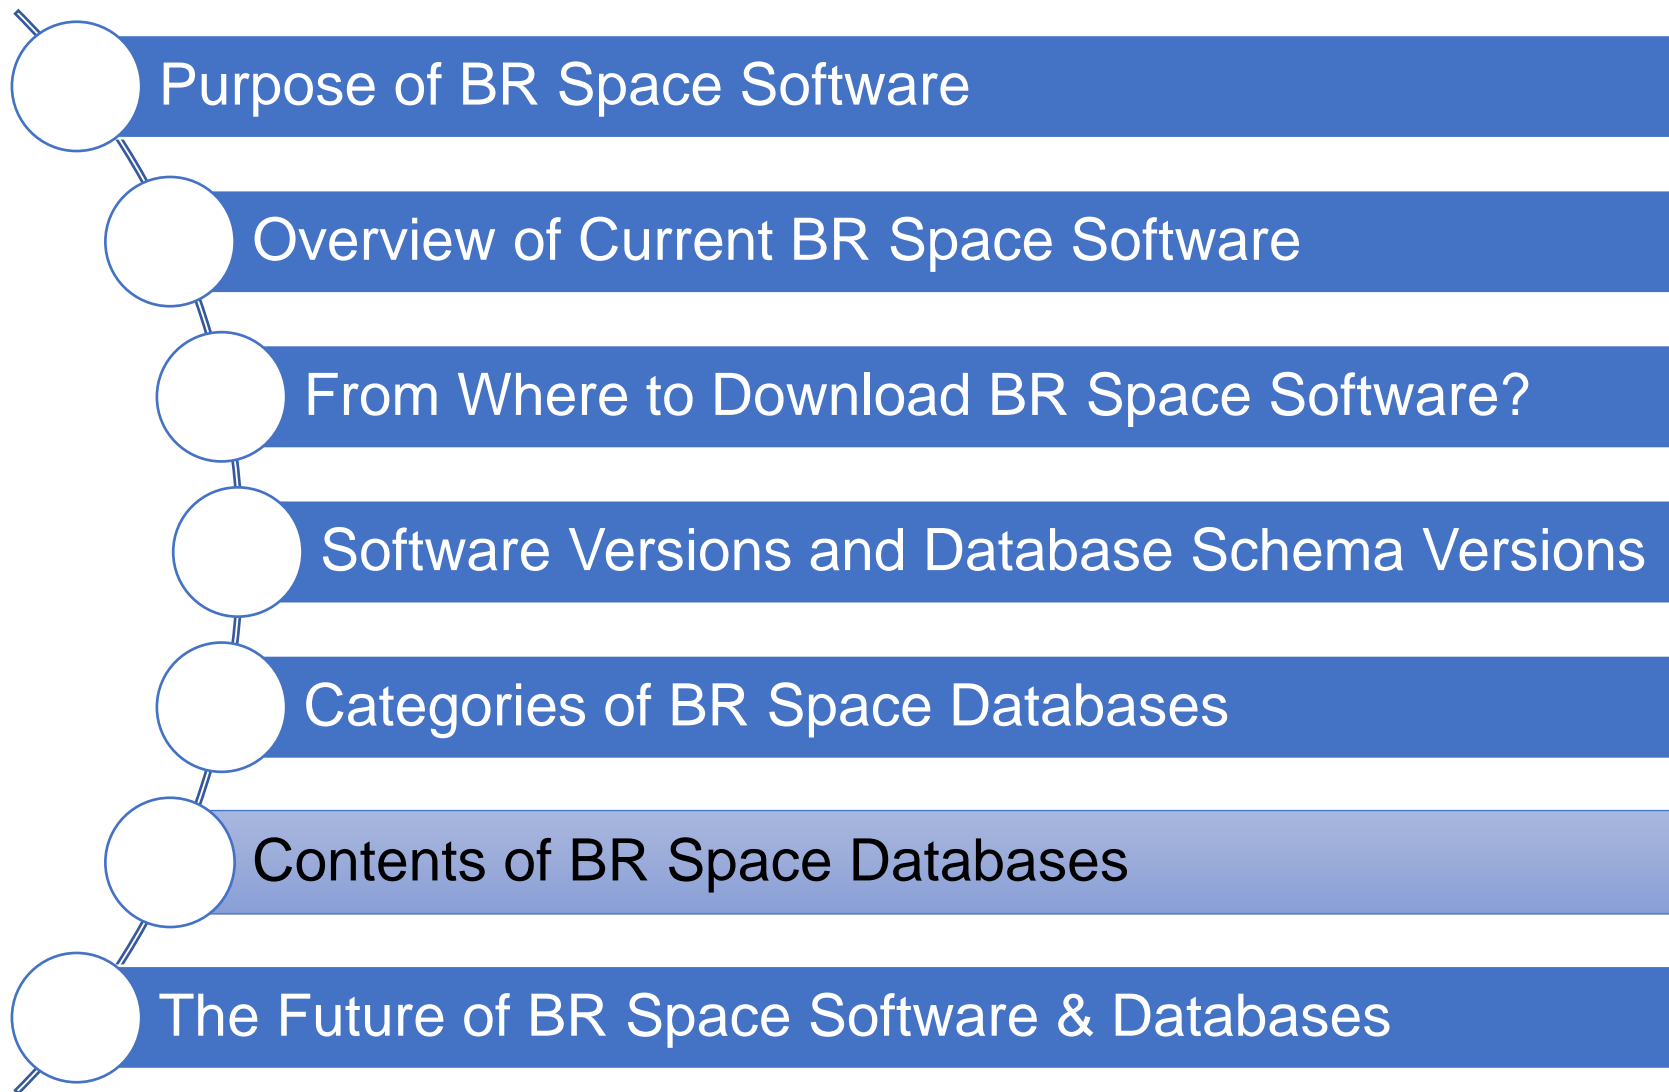 Purpose of BR Space Software
Overview of Current BR Space Software
From Where to Download BR Space Software?
Software Versions and Database Schema Versions
Categories of BR Space Databases
Contents of BR Space Databases
The Future of BR Space Software & Databases